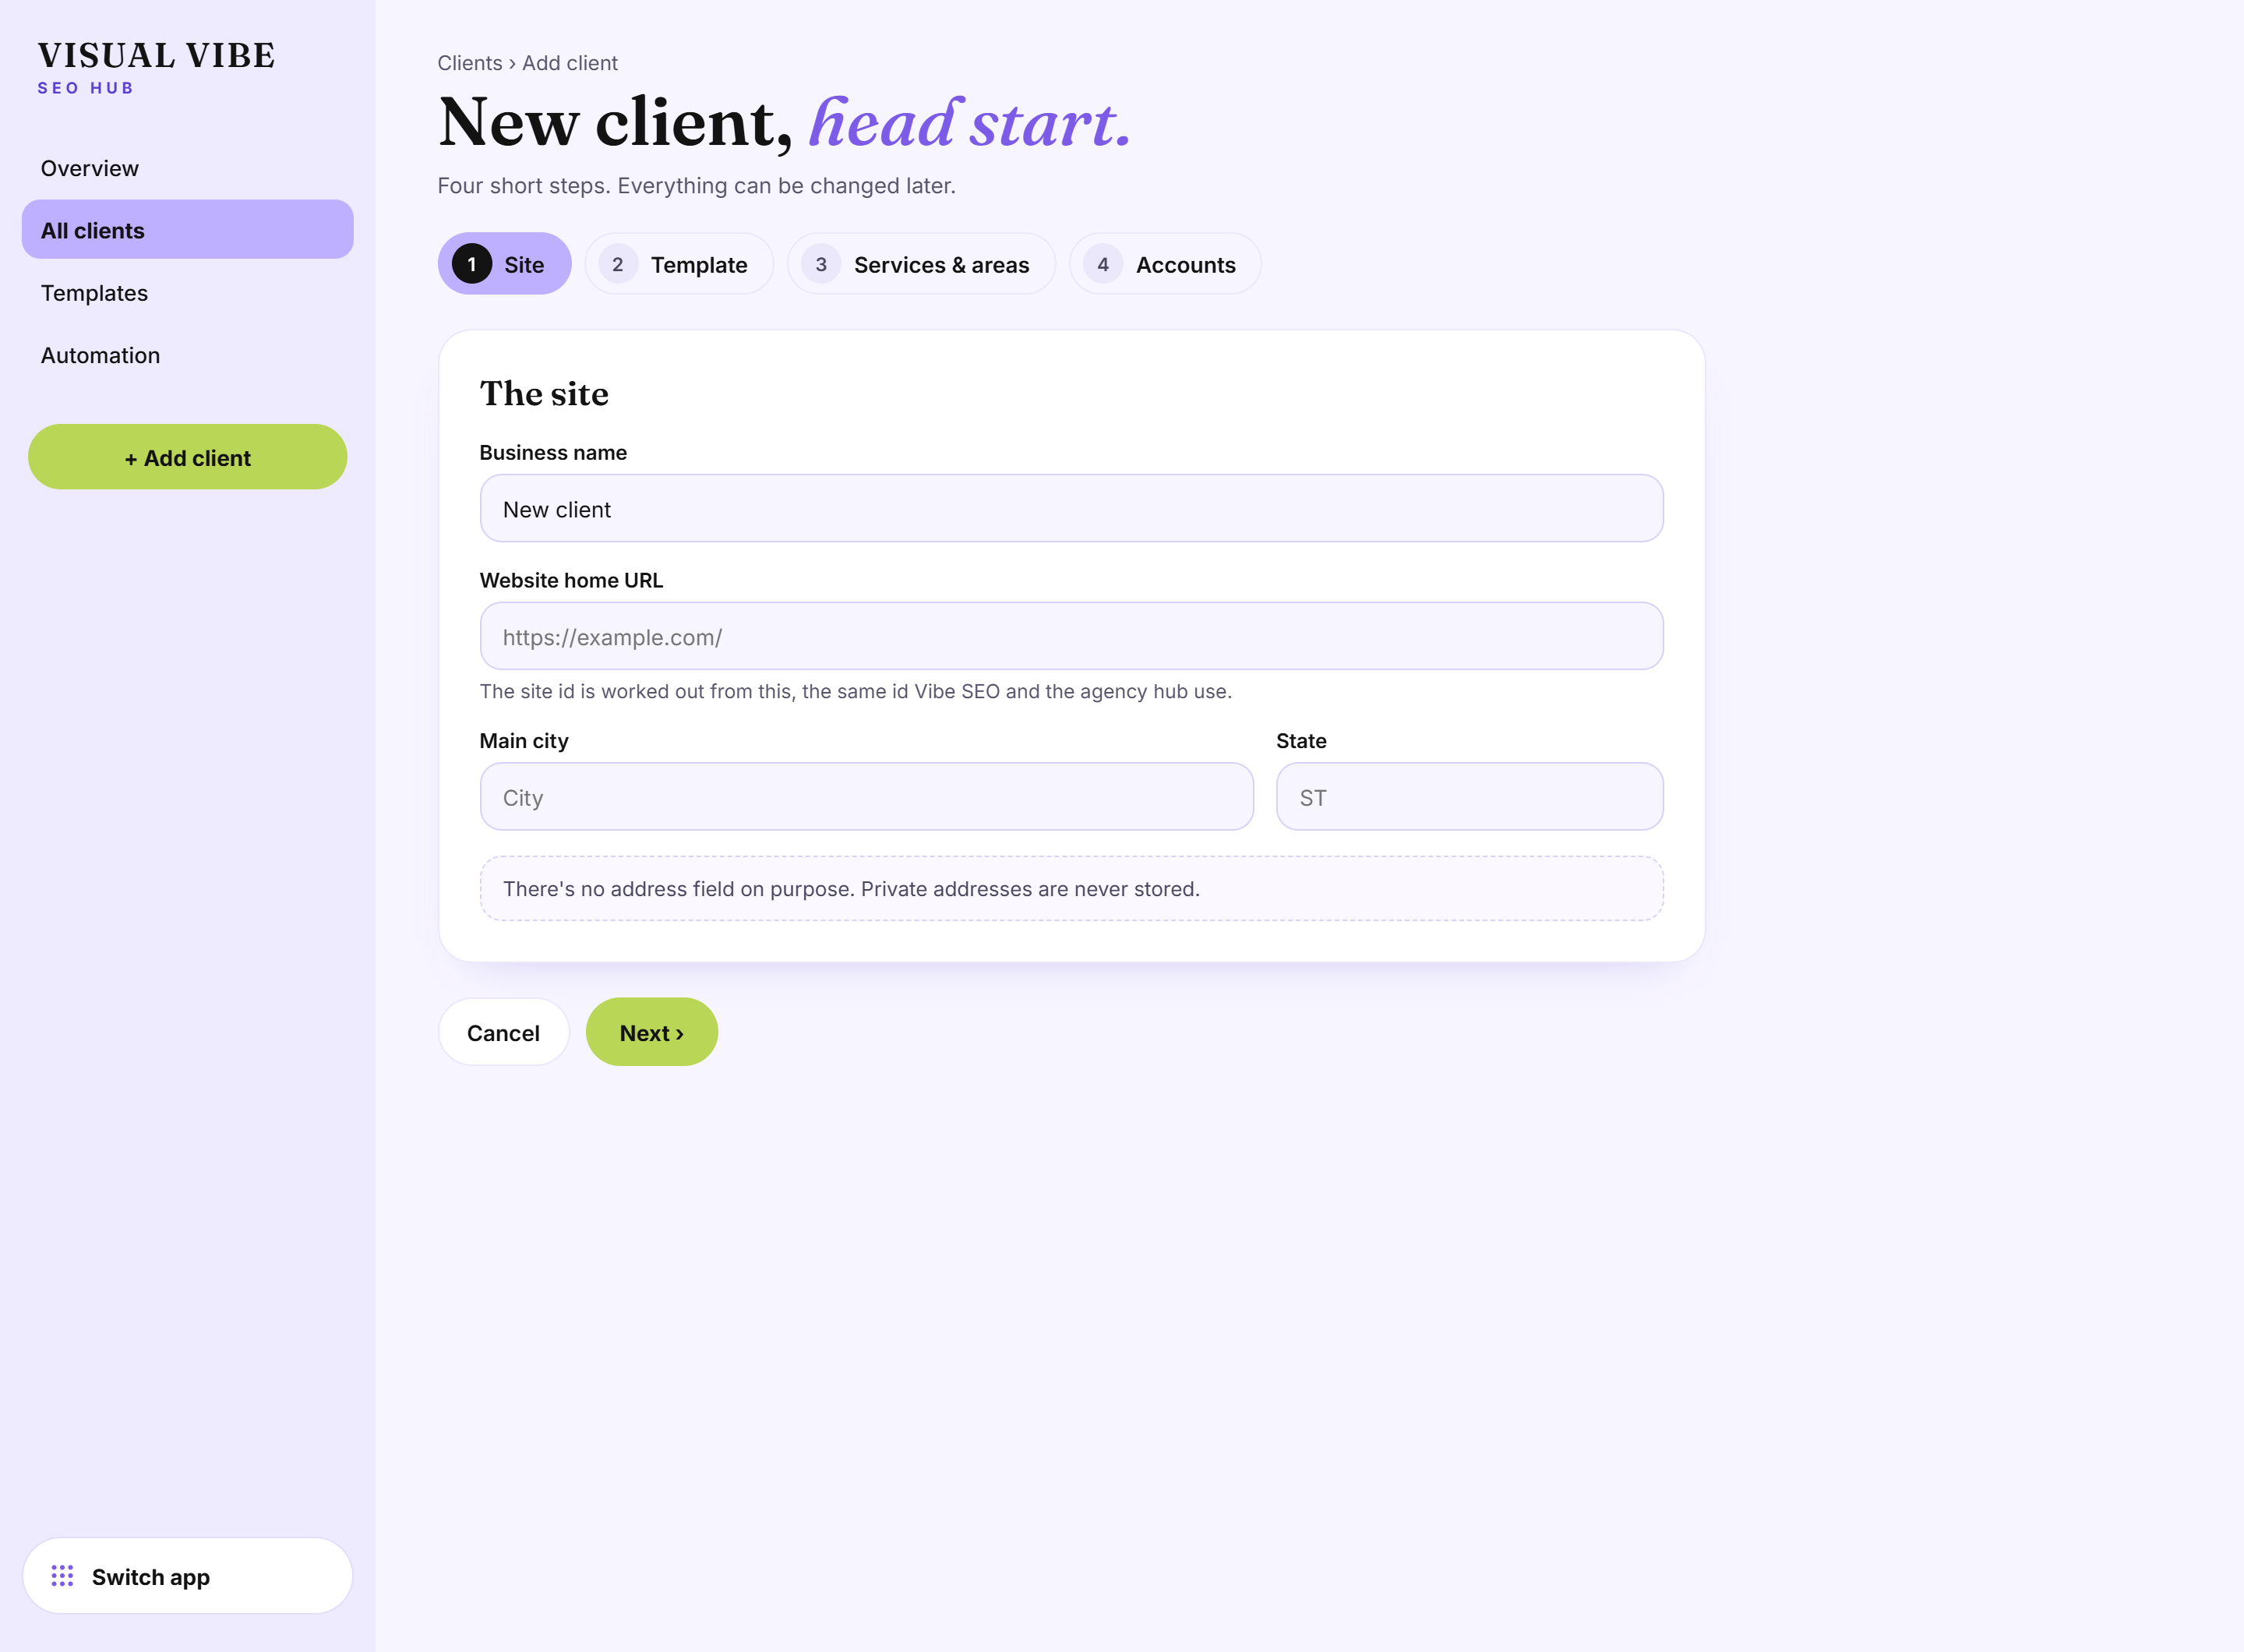 VISUAL VIBE
SEO HUB
Overview
All clients
Templates
Automation
+ Add client
Switch app
Clients › Add client
New client, head start.
Four short steps. Everything can be changed later.
1 Site
2 Template
3 Services & areas
4 Accounts
The site
Business name
New client
Website home URL
https://example.com/
The site id is worked out from this, the same id Vibe SEO and the agency hub use.
Main city
State
City
ST
There's no address field on purpose. Private addresses are never stored.
Cancel
Next ›